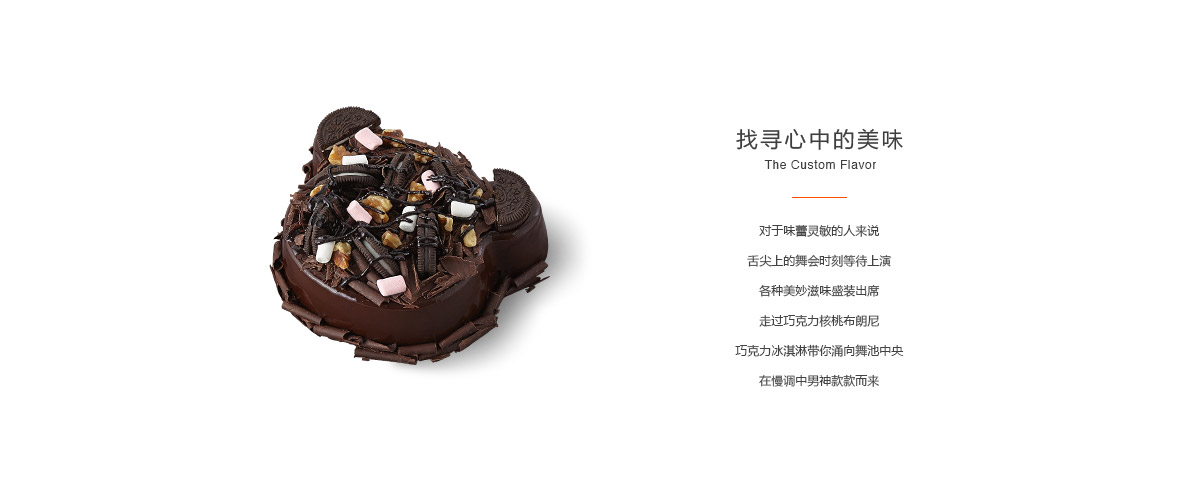 找寻心中的美味
The Custom Flavor
对于味蕾灵敏的人来说
舌尖上的舞会时刻等待上演
各种美妙滋味盛装出席
走过巧克力核桃布朗尼
巧克力冰淇淋带你涌向舞池中央
在慢调中男神款款而来